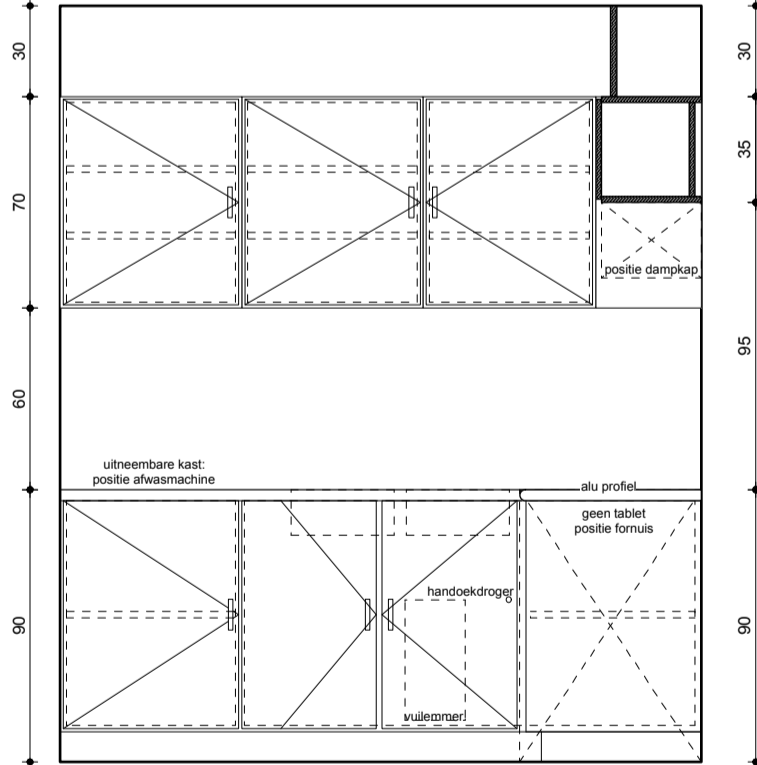 30
30
70
35
positie dampkap
60
95
uitneembare kast:
positie afwasmachine
alu profiel
geen tablet
positie fornuis
handoekdroger
90
90
vuilemmer